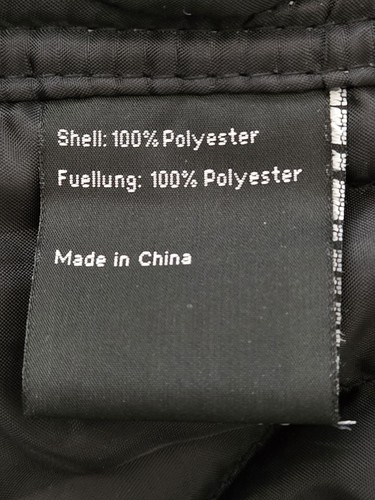 Shell: 100% Polyester
Fuellung: 100% Polyester
Made in China